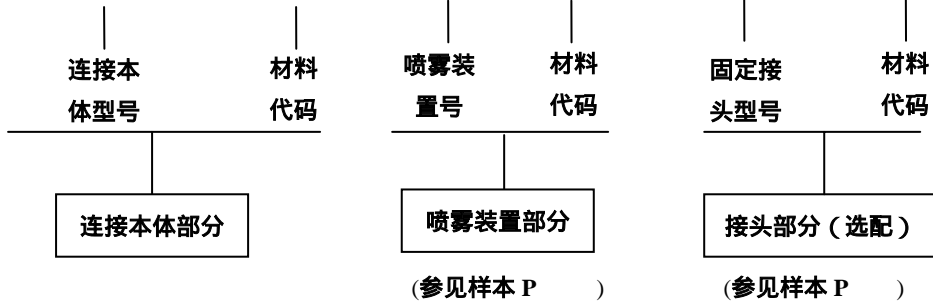 连接本 材料 喷雾装 材料 固定接 材料
体型号 代码 置号 代码 头型号 代码
连接本体部分 喷雾装置部分 接头部分（选配）
(参见样本 P ) (参见样本 P )